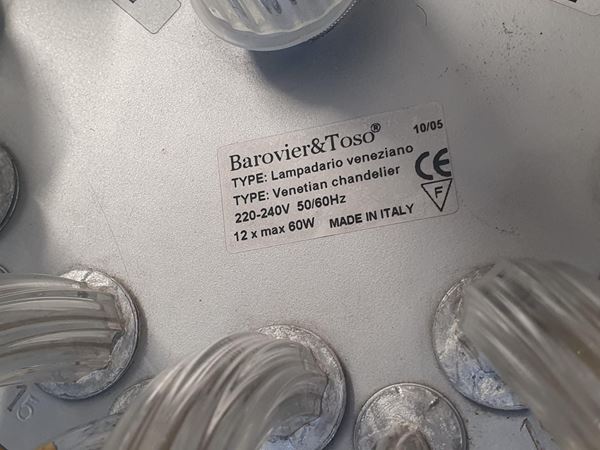 Barovier&Toso®
10/05
TYPE: Lampadario veneziano
TYPE: Venetian chandelier
220-240V 50/60Hz
12 x max 60W MADE IN ITALY
CE
F
15